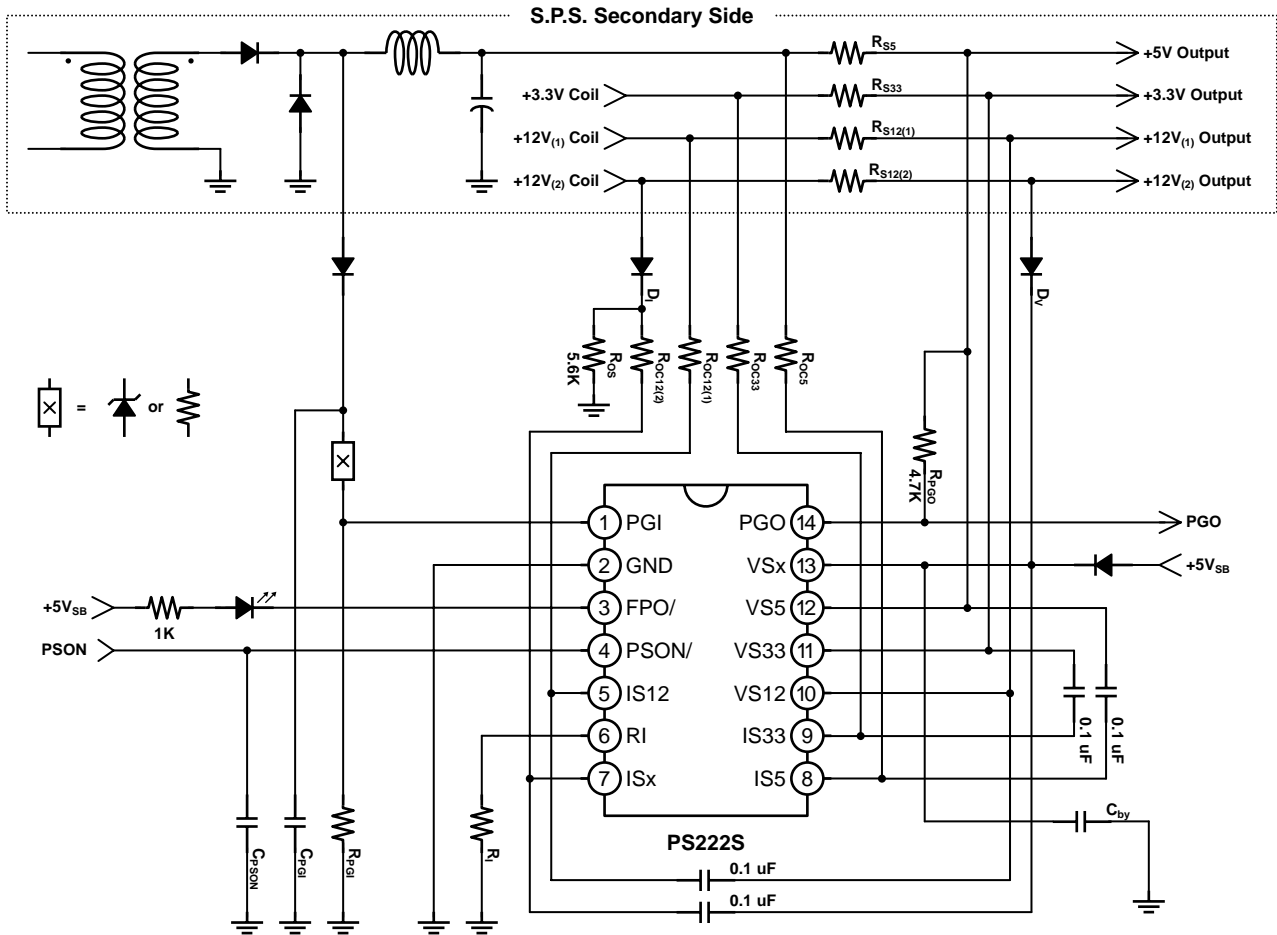 S.P.S. Secondary Side
RS5
+5V Output
+3.3V Coil
RS33
+3.3V Output
+12V(1) Coil
RS12(1)
+12V(1) Output
+12V(2) Coil
RS12(2)
+12V(2) Output
DI
DV
ROS
5.6K
ROC12(2)
ROC12(1)
ROC33
ROC5
= or
RPGO
4.7K
1 PGI
PGO 14
PGO
2 GND
VSx 13
+5VSB
+5VSB
1K
3 FPO/
VS5 12
PSON
4 PSON/
VS33 11
5 IS12
VS12 10
6 RI
IS33 9
7 ISx
IS5 8
0.1 uF
0.1 uF
PS222S
Cby
CPSON
CPGI
RPGI
RI
0.1 uF
0.1 uF